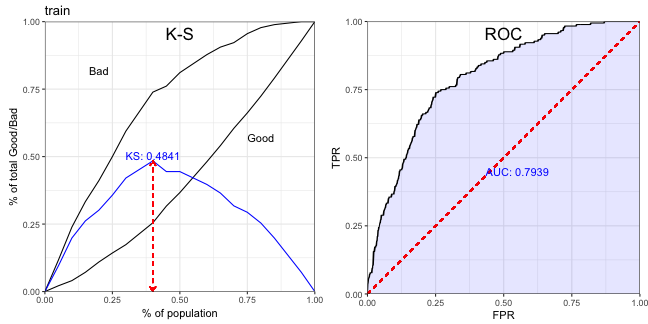 train
K-S
% of total Good/Bad
1.00
0.75
0.50
0.25
0.00
Bad
Good
KS: 0.4841
0.00 0.25 0.50 0.75 1.00
% of population
ROC
TPR
1.00
0.75
0.50
0.25
0.00
AUC: 0.7939
0.00 0.25 0.50 0.75 1.00
FPR